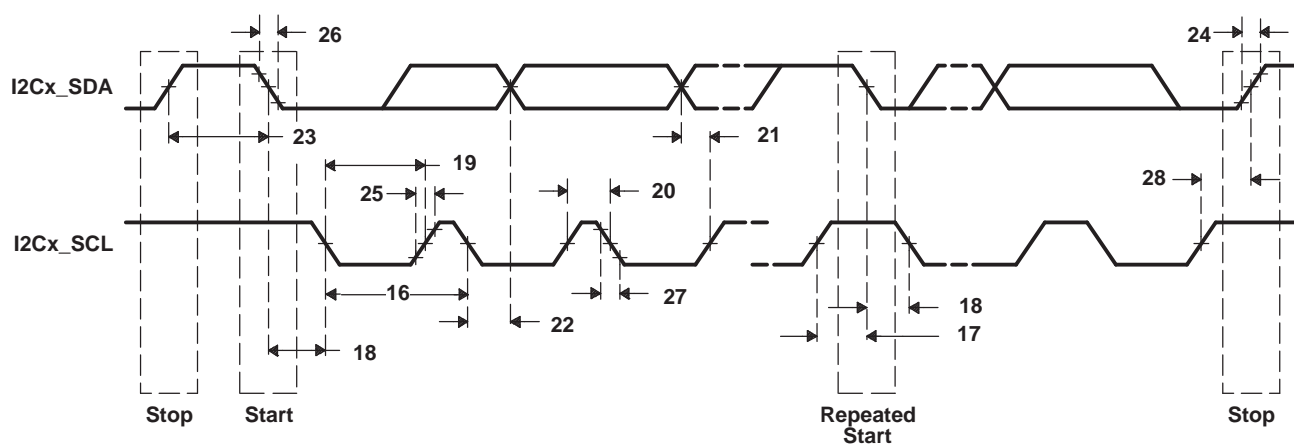 26
24
I2Cx_SDA
23
21
19
25
20
28
I2Cx_SCL
16
27
18
22
17
18
Stop
Start
Repeated
Start
Stop